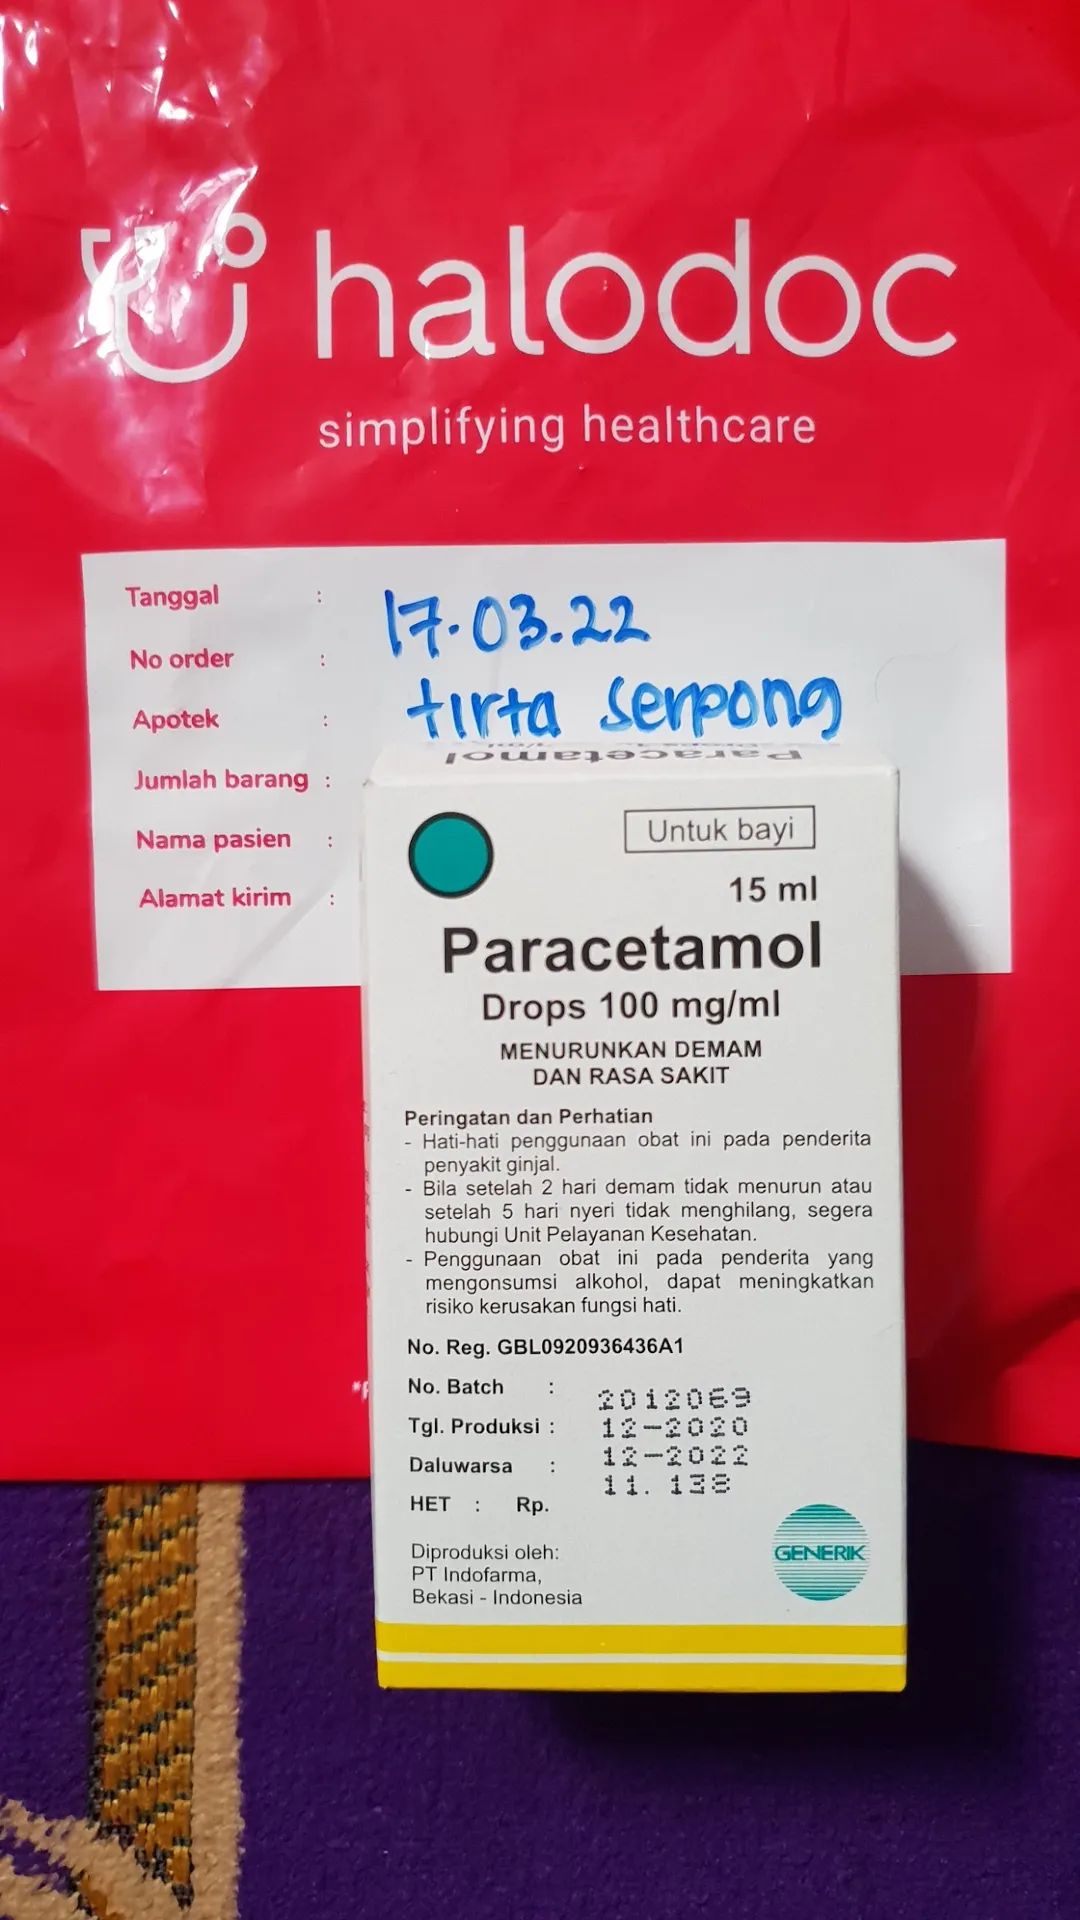 halodoc
simplifying healthcare
Tanggal : 17.03.22
No order :
Apotek : tirta serpong
Jumlah barang :
Nama pasien :
Alamat kirim :
Paracetamol
Untuk bayi
15 ml
Paracetamol
Drops 100 mg/ml
MENURUNKAN DEMAM
DAN RASA SAKIT
Peringatan dan Perhatian
- Hati-hati penggunaan obat ini pada penderita
penyakit ginjal.
- Bila setelah 2 hari demam tidak menurun atau
setelah 5 hari nyeri tidak menghilang, segera
hubungi Unit Pelayanan Kesehatan.
- Penggunaan obat ini pada penderita yang
mengonsumsi alkohol, dapat meningkatkan
risiko kerusakan fungsi hati.
No. Reg. GBL0920936436A1
No. Batch : 2012069
Tgl. Produksi : 12-2020
Daluwarsa : 12-2022
HET : Rp. 11. 138
Diproduksi oleh:
PT Indofarma,
Bekasi - Indonesia
GENERIK